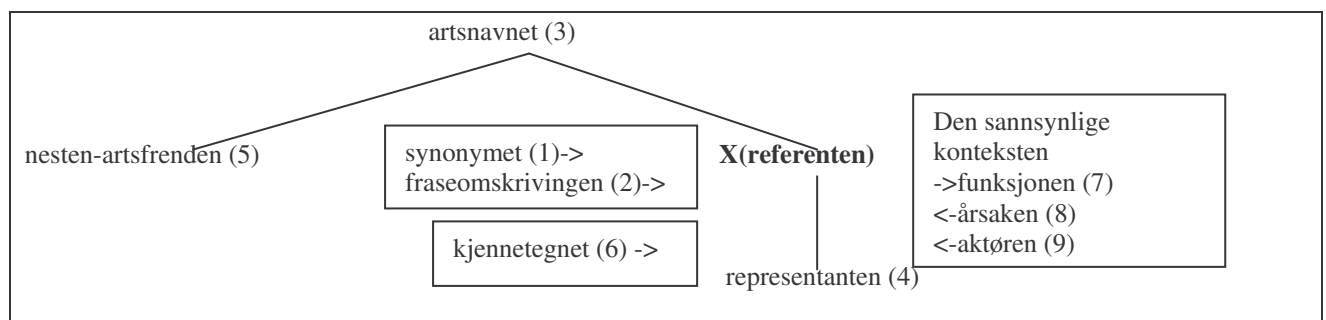 artsnavnet (3)
nesten-artsfrenden (5)
synonymet (1)->
fraseomskrivingen (2)->
X(referenten)
Den sannsynlige
konteksten
->funksjonen (7)
<-årsaken (8)
<-aktøren (9)
kjennetegnet (6) ->
representanten (4)